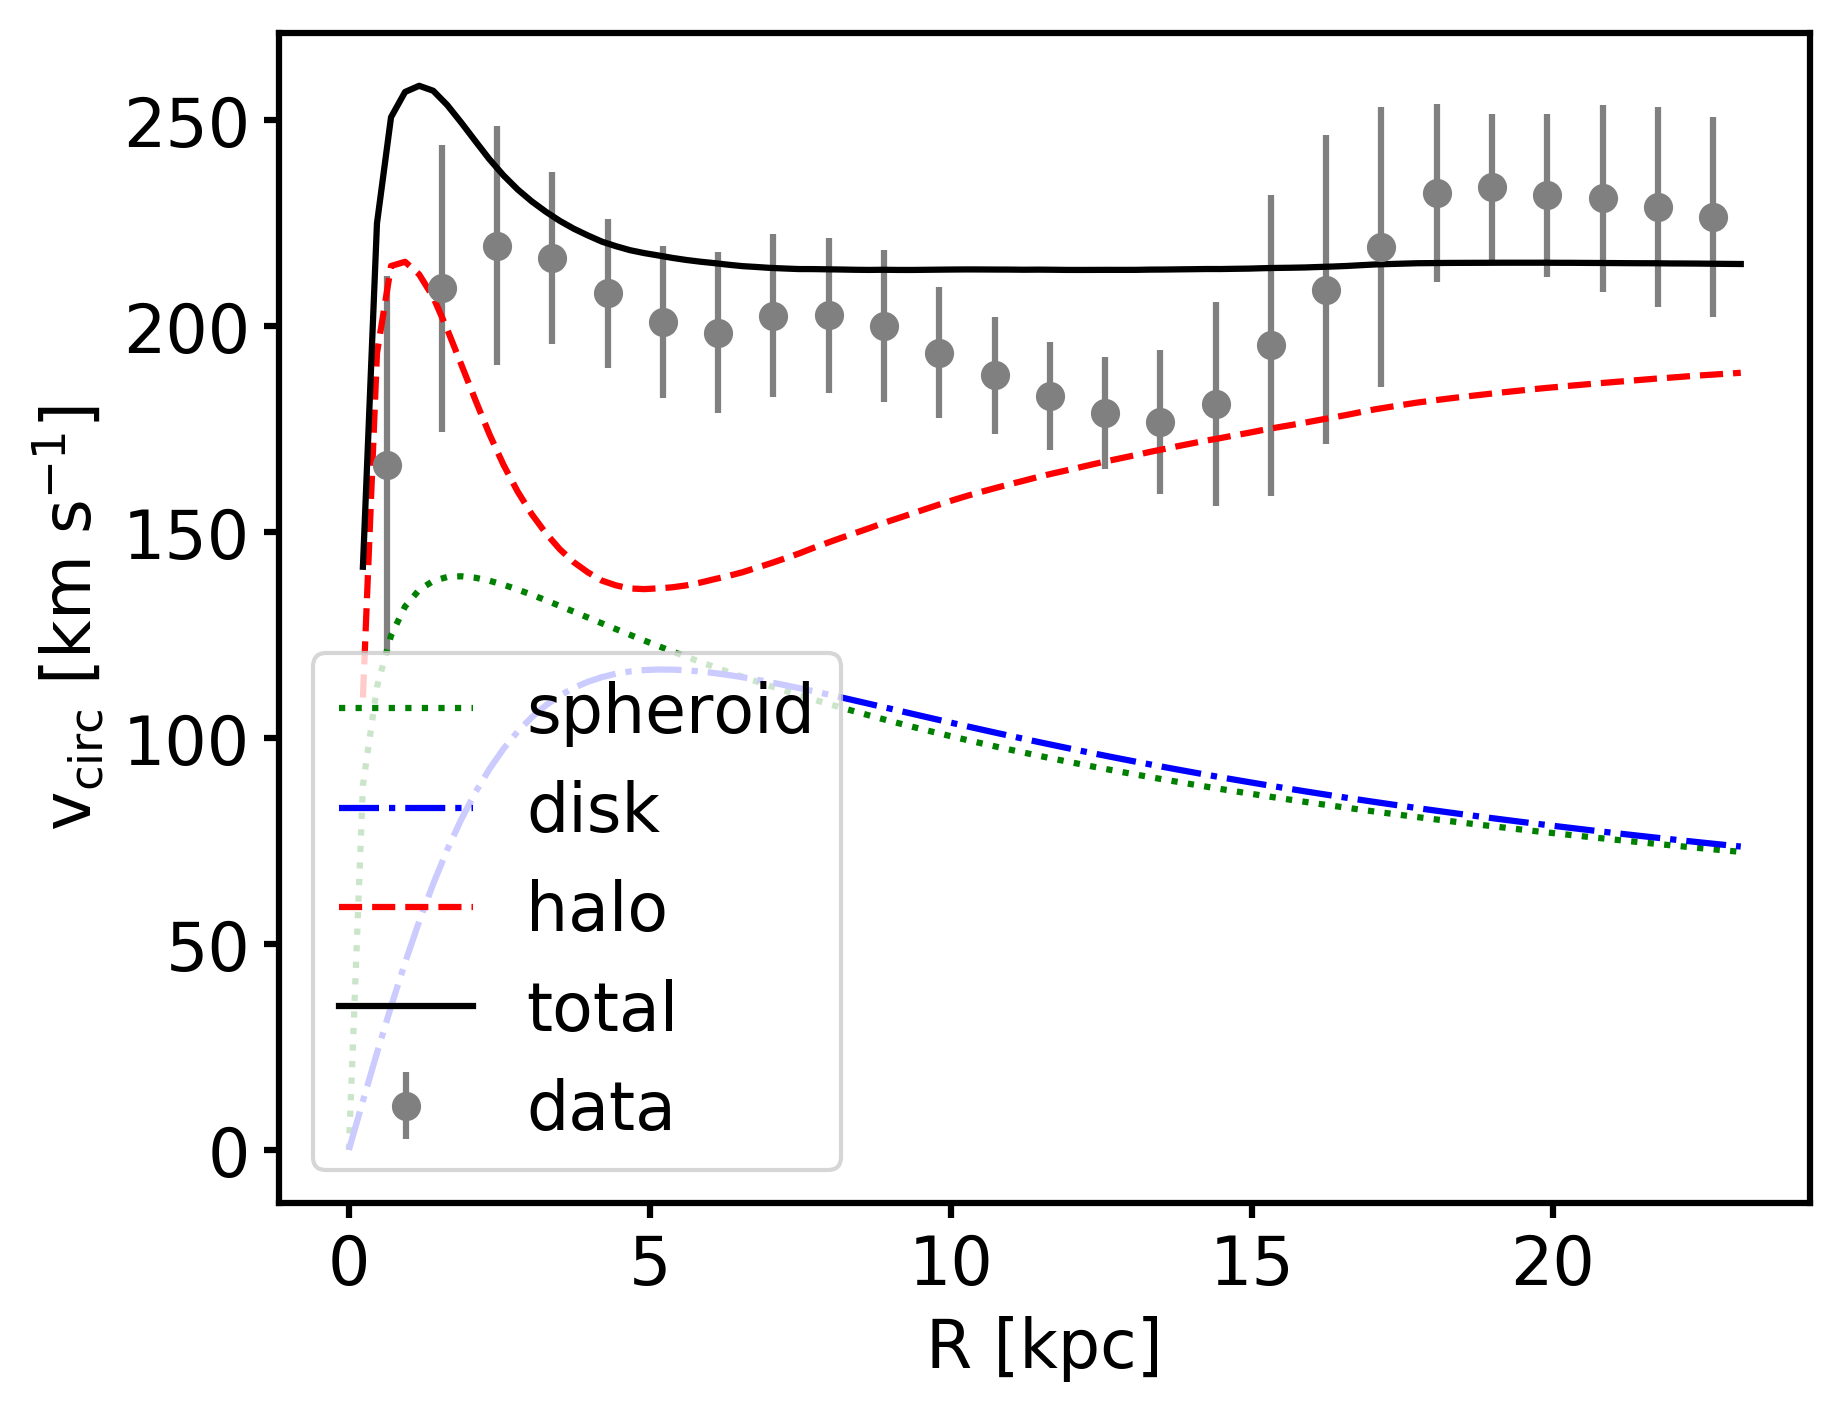 250
200
150
100
50
0
v_circ [km s⁻¹]
spheroid
disk
halo
total
data
0 5 10 15 20
R [kpc]